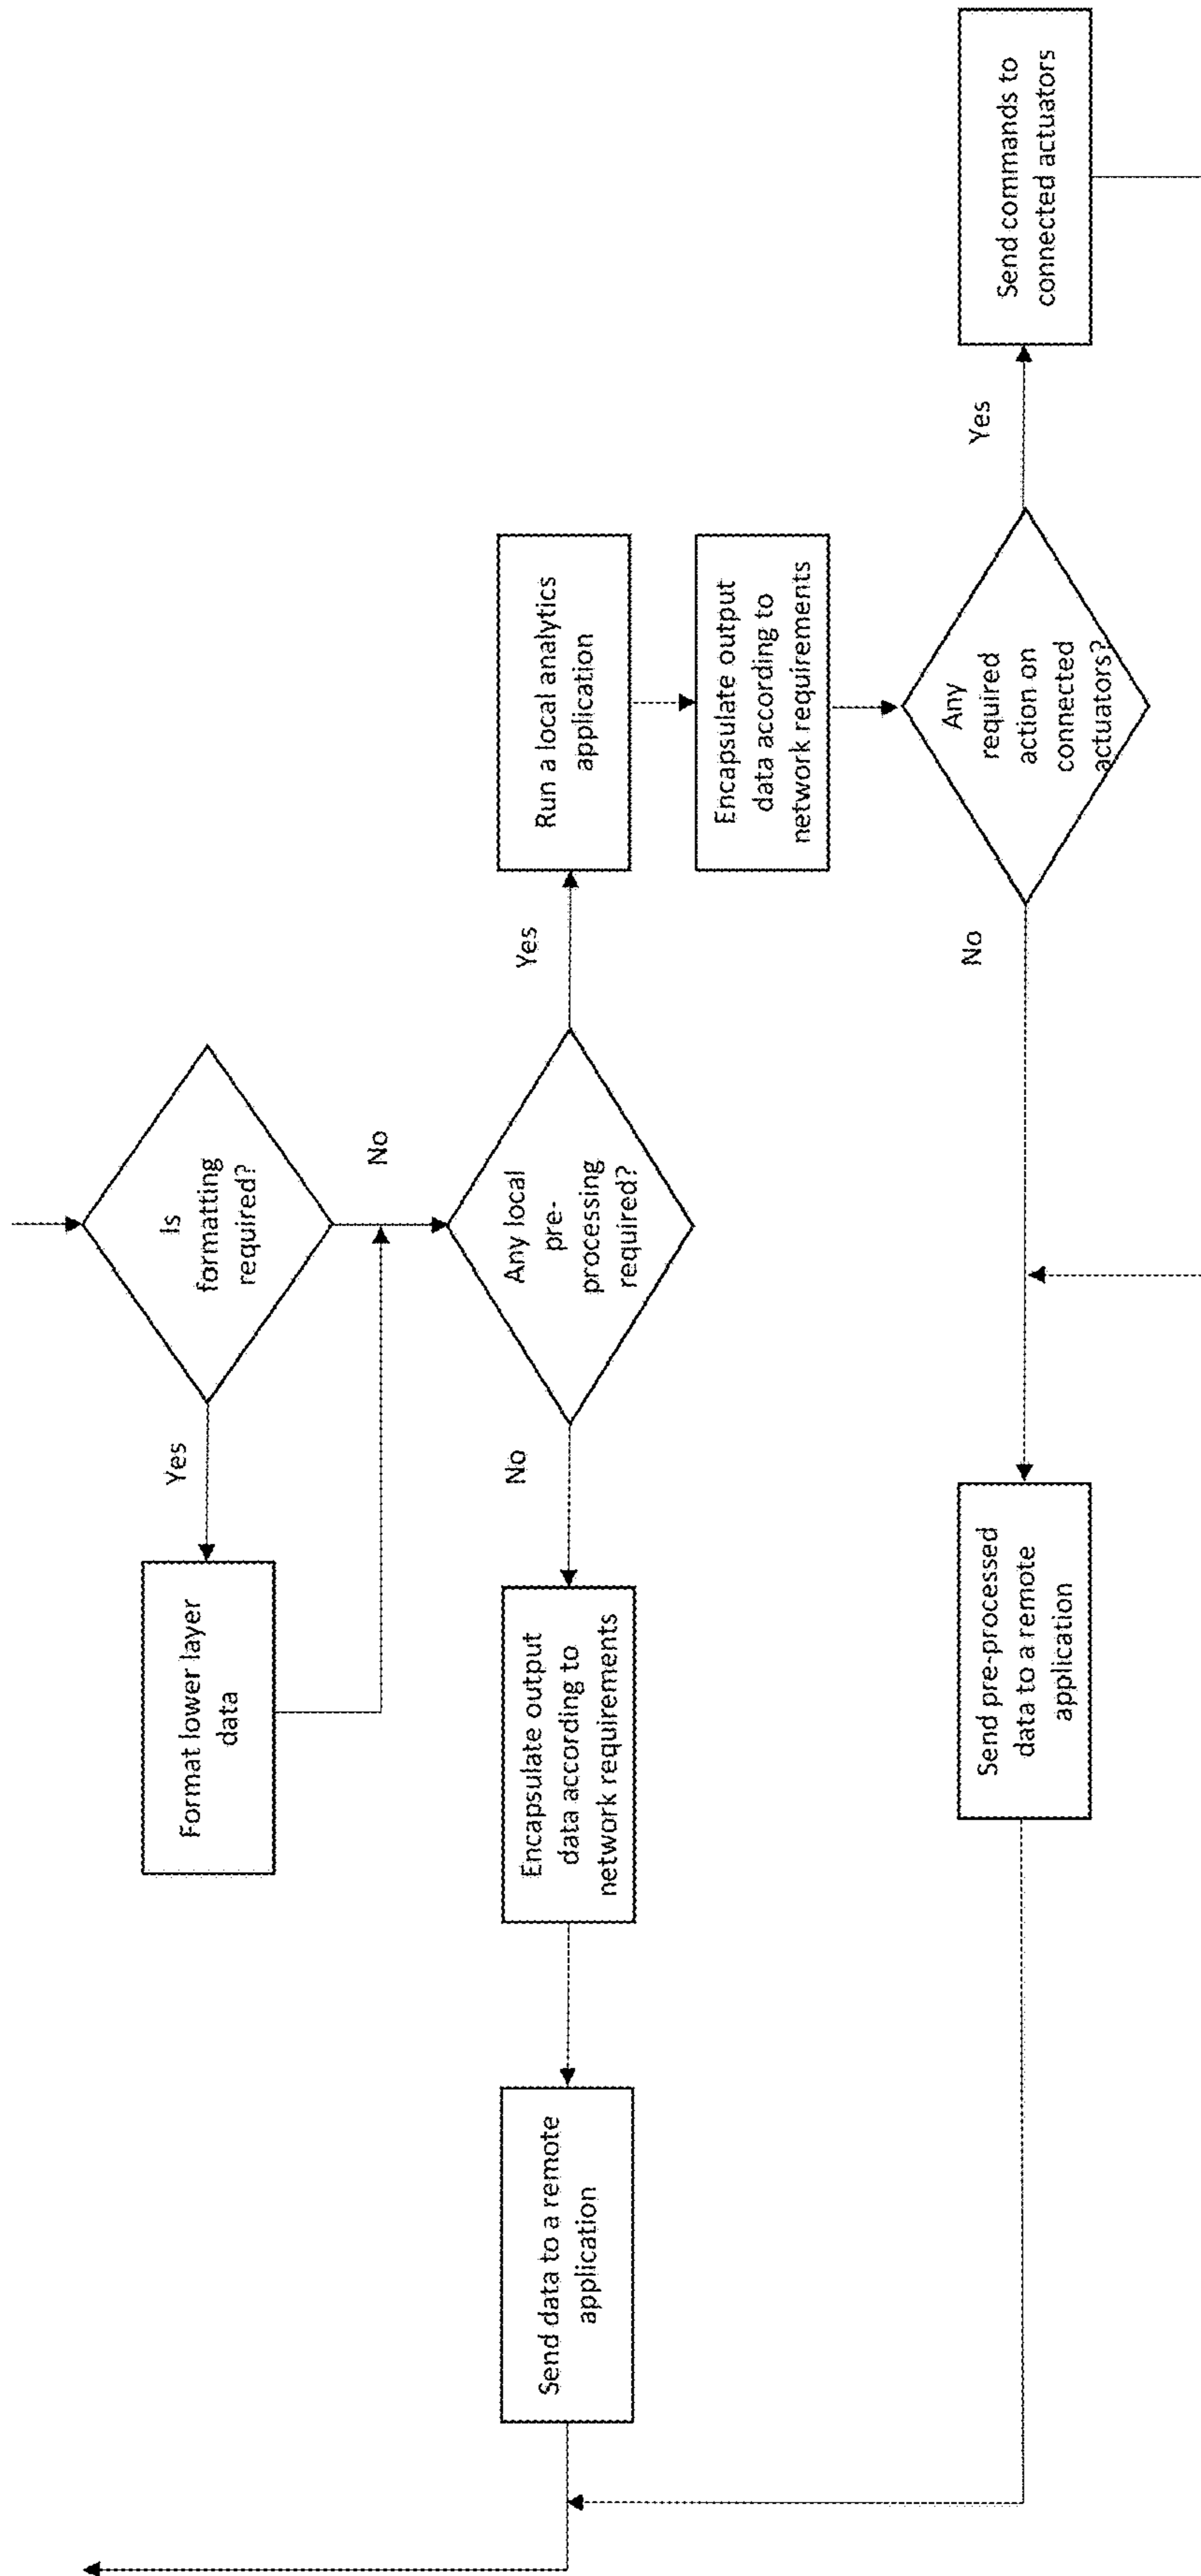 Is
formatting
required?
Yes
No
Format lower layer
data
Any local
pre-
processing
required?
No
Yes
Encapsulate output
data according to
network requirements
Send data to a remote
application
Run a local analytics
application
Encapsulate output
data according to
network requirements
Any
required
action on
connected
actuators?
No
Yes
Send pre-processed
data to a remote
application
Send commands to
connected actuators